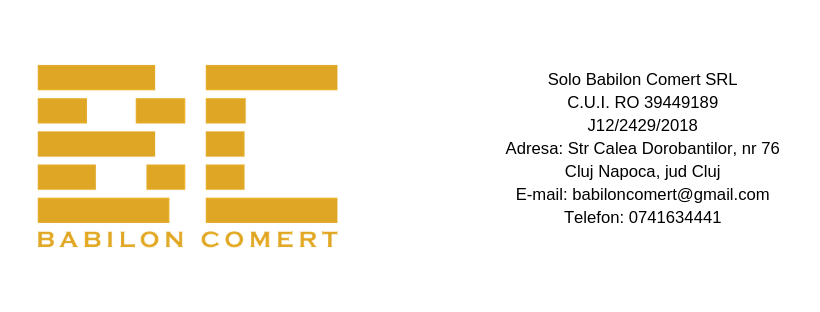 BC
BABILON COMERT
Solo Babilon Comert SRL
C.U.I. RO 39449189
J12/2429/2018
Adresa: Str Calea Dorobantilor, nr 76
Cluj Napoca, jud Cluj
E-mail: babiloncomert@gmail.com
Telefon: 0741634441